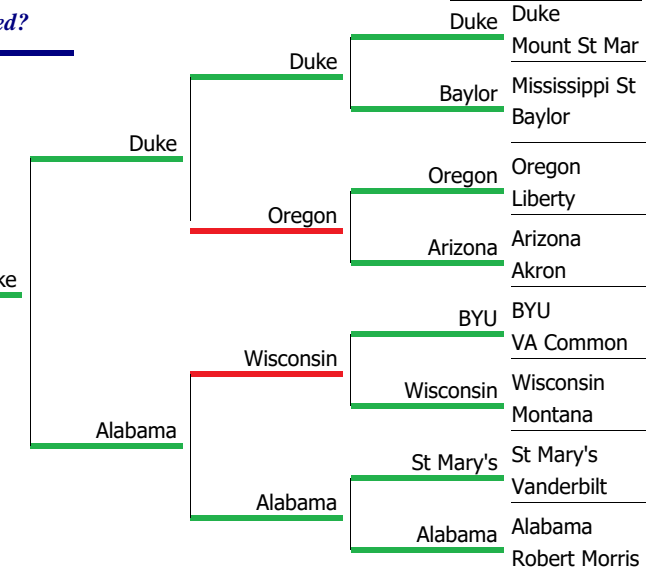 ed?
Duke
Duke
Mount St Mar
Duke
Baylor
Mississippi St
Baylor
Duke
Oregon
Oregon
Liberty
Oregon
Arizona
Arizona
Akron
ke
BYU
BYU
VA Common
Wisconsin
Wisconsin
Wisconsin
Montana
Alabama
St Mary's
St Mary's
Vanderbilt
Alabama
Alabama
Alabama
Robert Morris